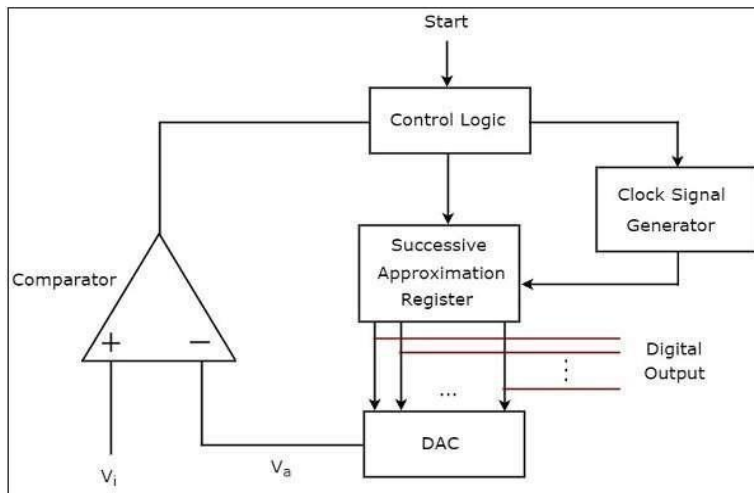 Start
Control Logic
Clock Signal
Generator
Successive
Approximation
Register
Comparator
+
−
Digital
Output
...
DAC
Vi
Va